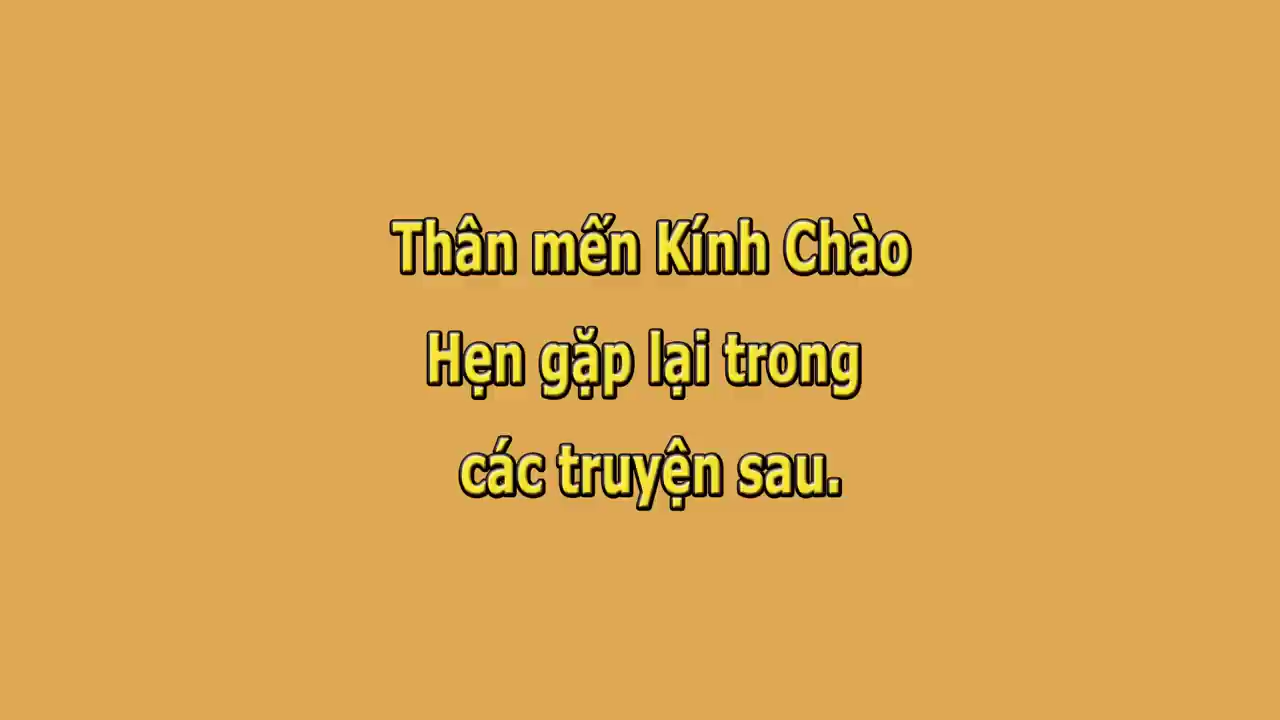 Thân mến Kính Chào
Hẹn gặp lại trong
các truyện sau.